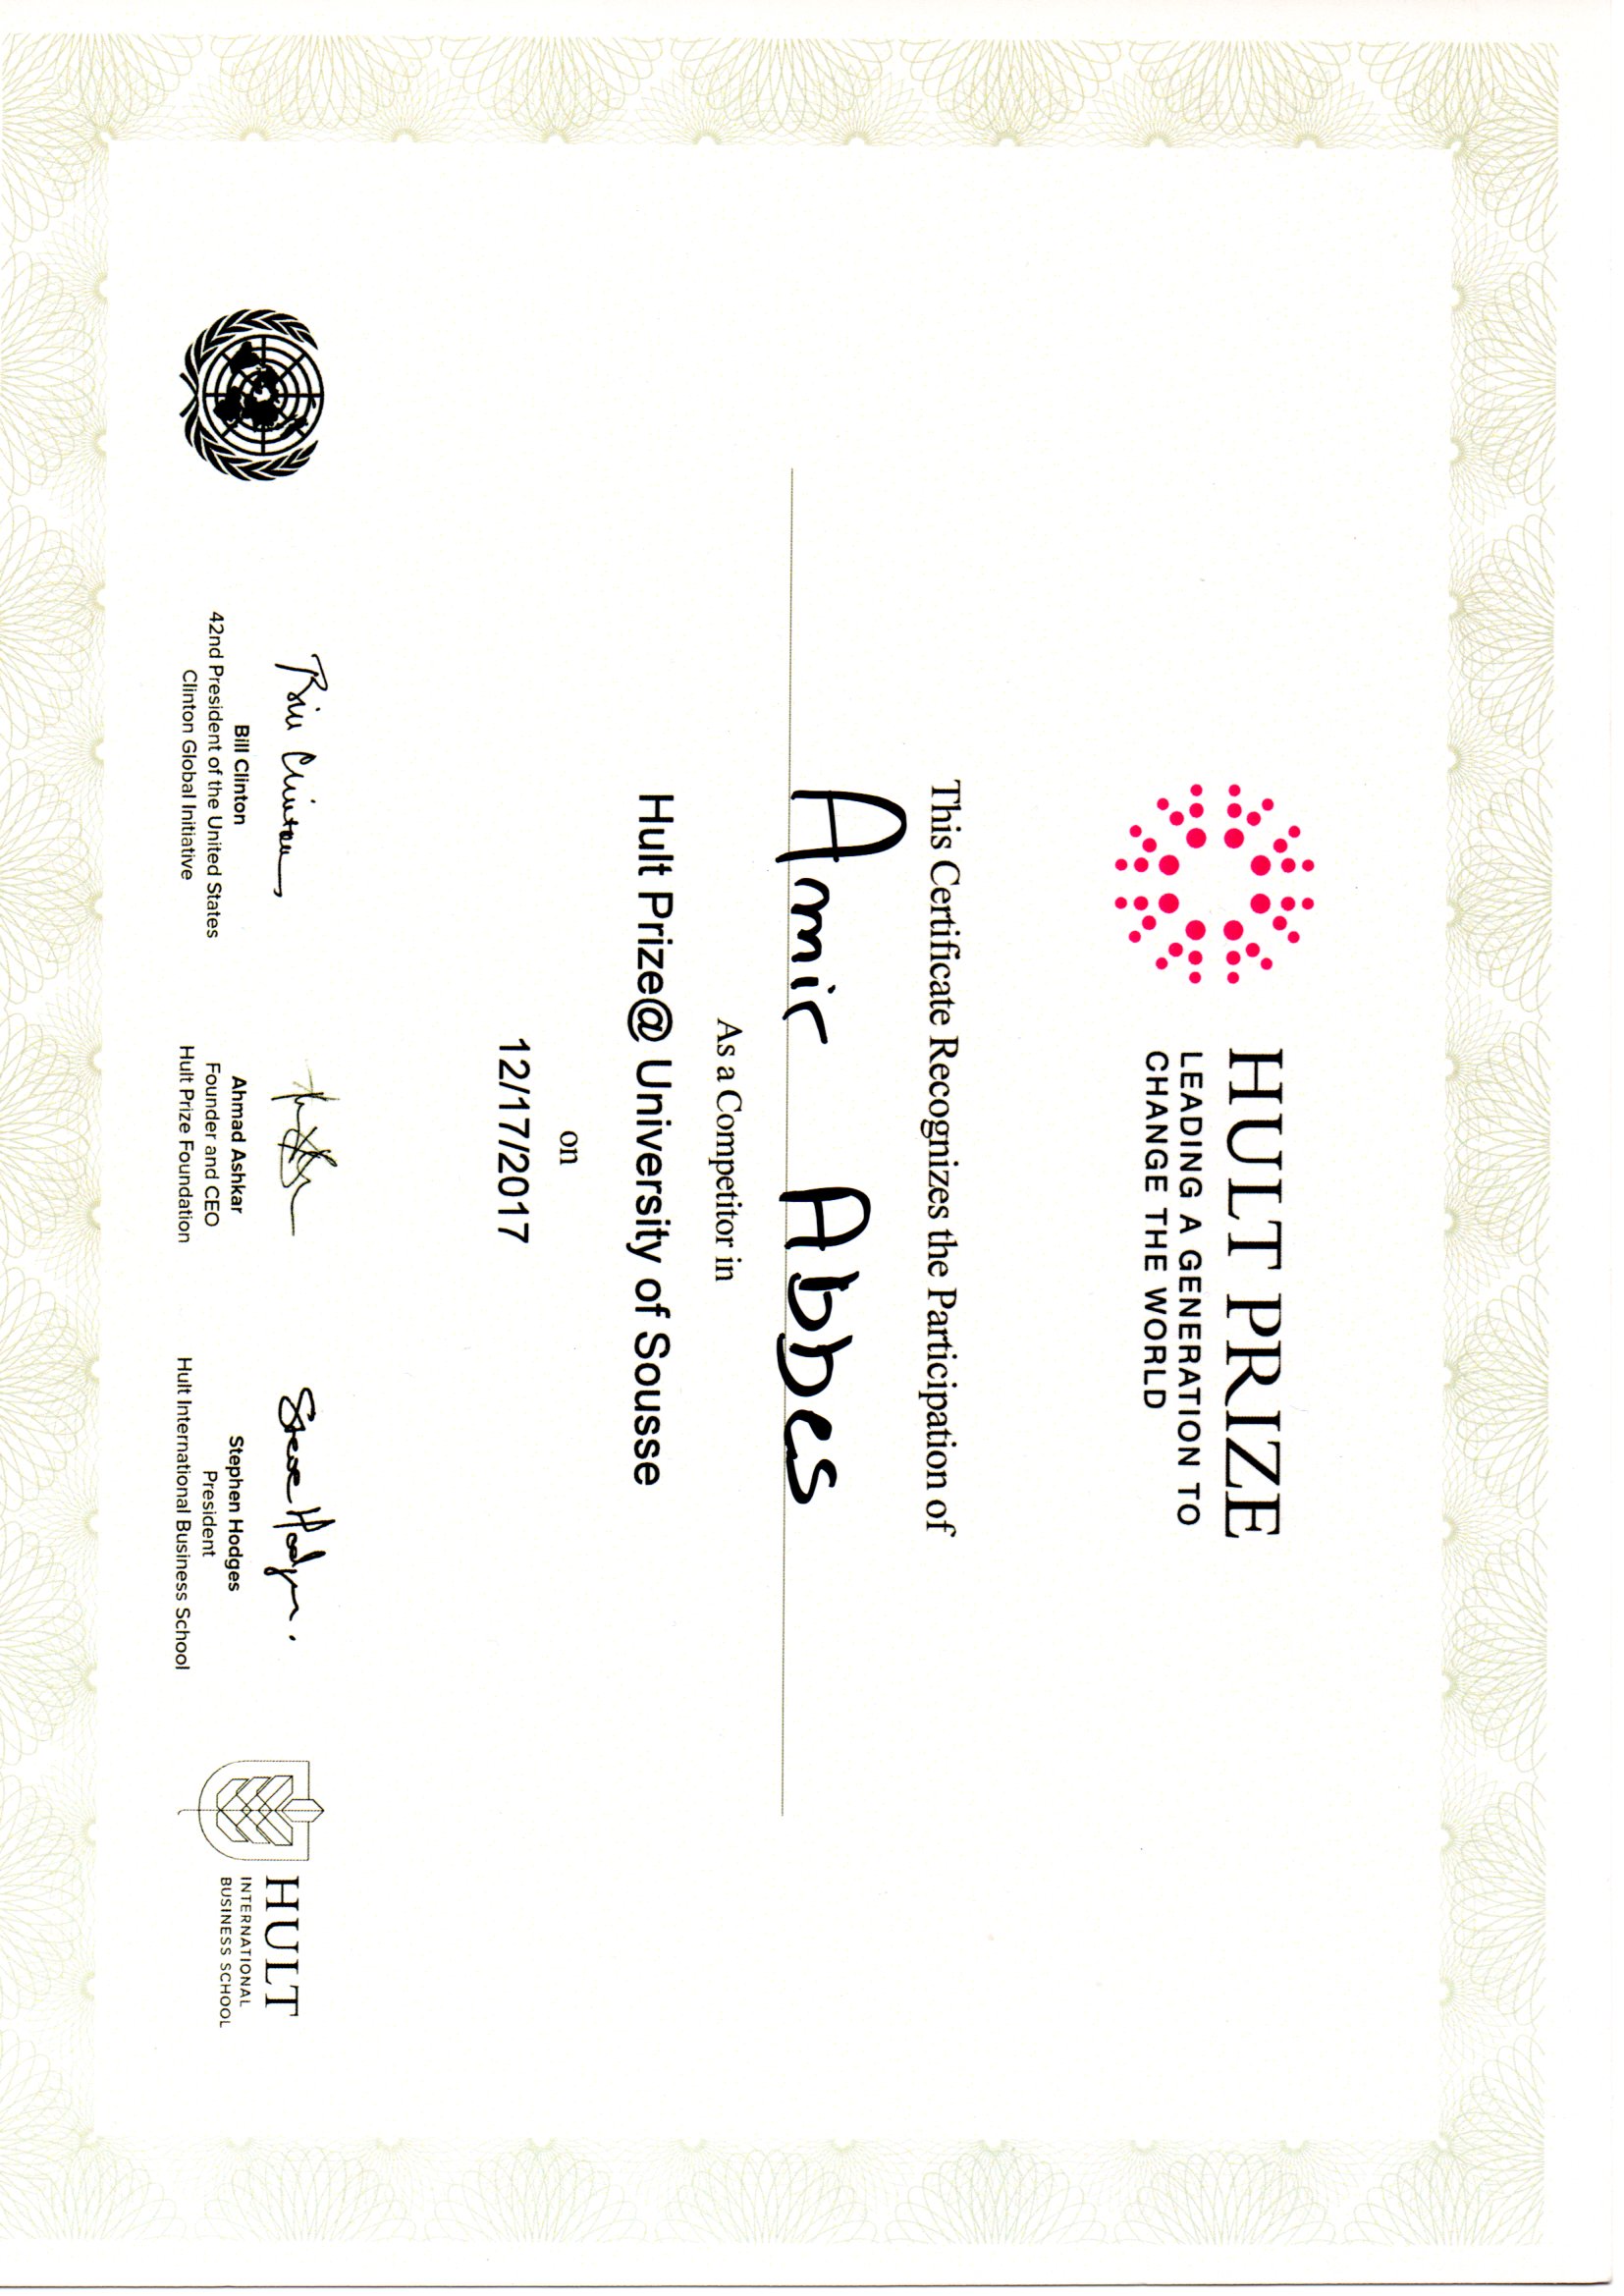 HULT PRIZE
LEADING A GENERATION TO
CHANGE THE WORLD
This Certificate Recognizes the Participation of
Amir Abbes
As a Competitor in
Hult Prize@ University of Sousse
on
12/17/2017
Bill Clinton
Bill Clinton
42nd President of the United States
Clinton Global Initiative
Ahmad Ashkar
Founder and CEO
Hult Prize Foundation
Steve Hodges.
Stephen Hodges
President
Hult International Business School
HULT
INTERNATIONAL
BUSINESS SCHOOL